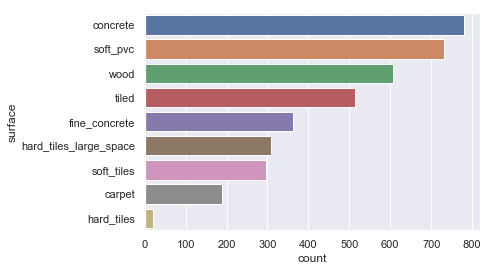 concrete
soft_pvc
wood
tiled
fine_concrete
hard_tiles_large_space
soft_tiles
carpet
hard_tiles
surface
0 100 200 300 400 500 600 700 800
count